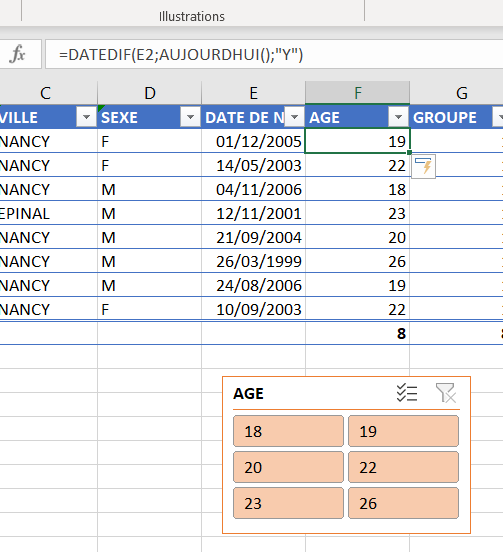 Illustrations
fx =DATEDIF(E2;AUJOURDHUI();"Y")
C D E F G
VILLE SEXE DATE DE N AGE GROUPE
NANCY F 01/12/2005 19
NANCY F 14/05/2003 22
NANCY M 04/11/2006 18
EPINAL M 12/11/2001 23
NANCY M 21/09/2004 20
NANCY M 26/03/1999 26
NANCY M 24/08/2006 19
NANCY F 10/09/2003 22
8
AGE
18 19
20 22
23 26